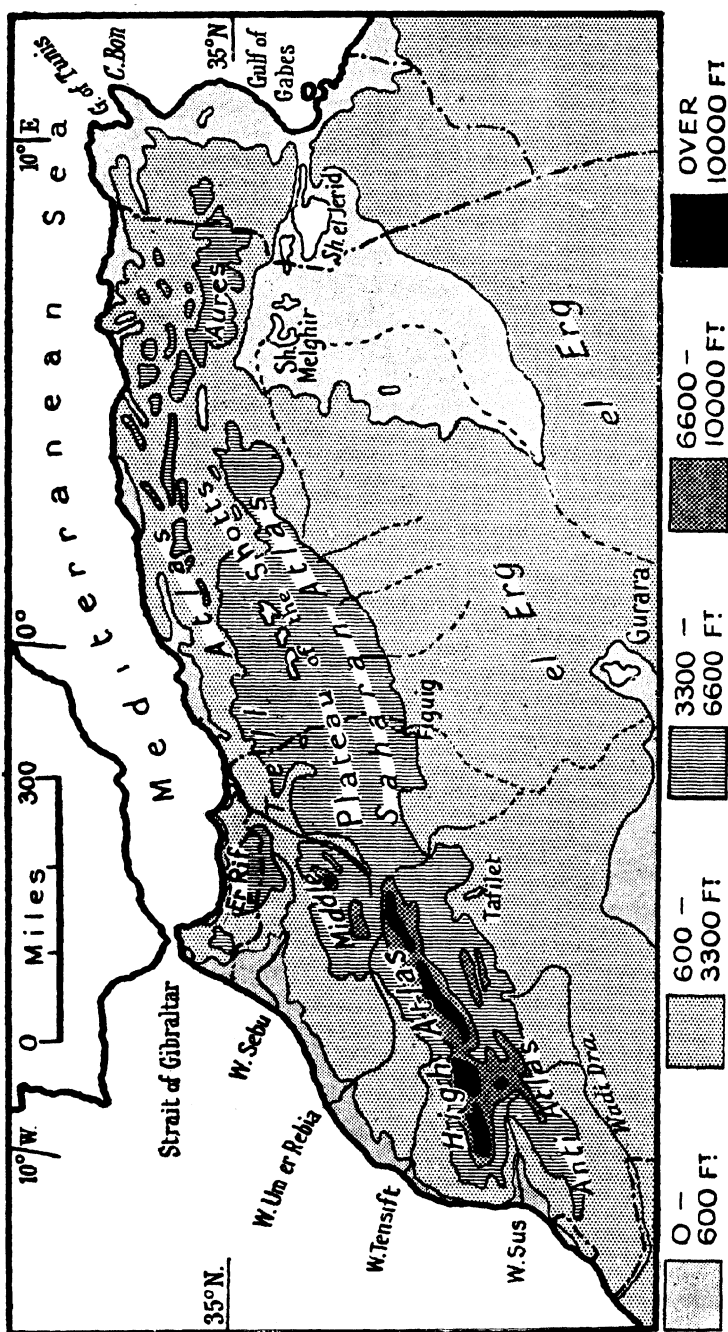 Miles
0 300
10° W.
0°
10° E
G. of Tunis
C. Bon
35°N
Gulf of
Gabes
Mediterranean Sea
Strait of Gibraltar
W. Sebu
W. Um er Rebia
W. Tensift
W. Sus
35° N.
Er Rif
Middle
High Atlas
Anti Atlas
Wadi Dra
Tafilet
Tell Atlas
Plateau of the Shotts
Saharan Atlas
Figuig
Aures
Sh.
Melghir
Sh. el Jerid
el Erg
el Erg
Gurara
0 –
600 FT
600 –
3300 FT
3300 –
6600 FT
6600 –
10000 FT
OVER
10000 FT